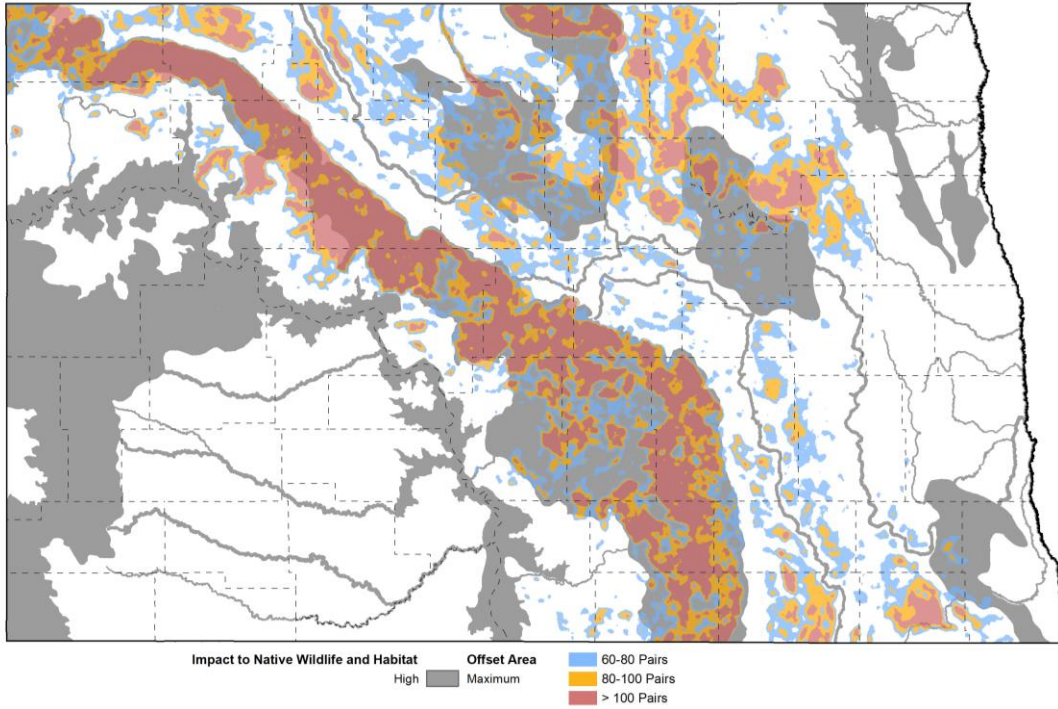 Impact to Native Wildlife and Habitat Offset Area
High Maximum
60-80 Pairs
80-100 Pairs
> 100 Pairs